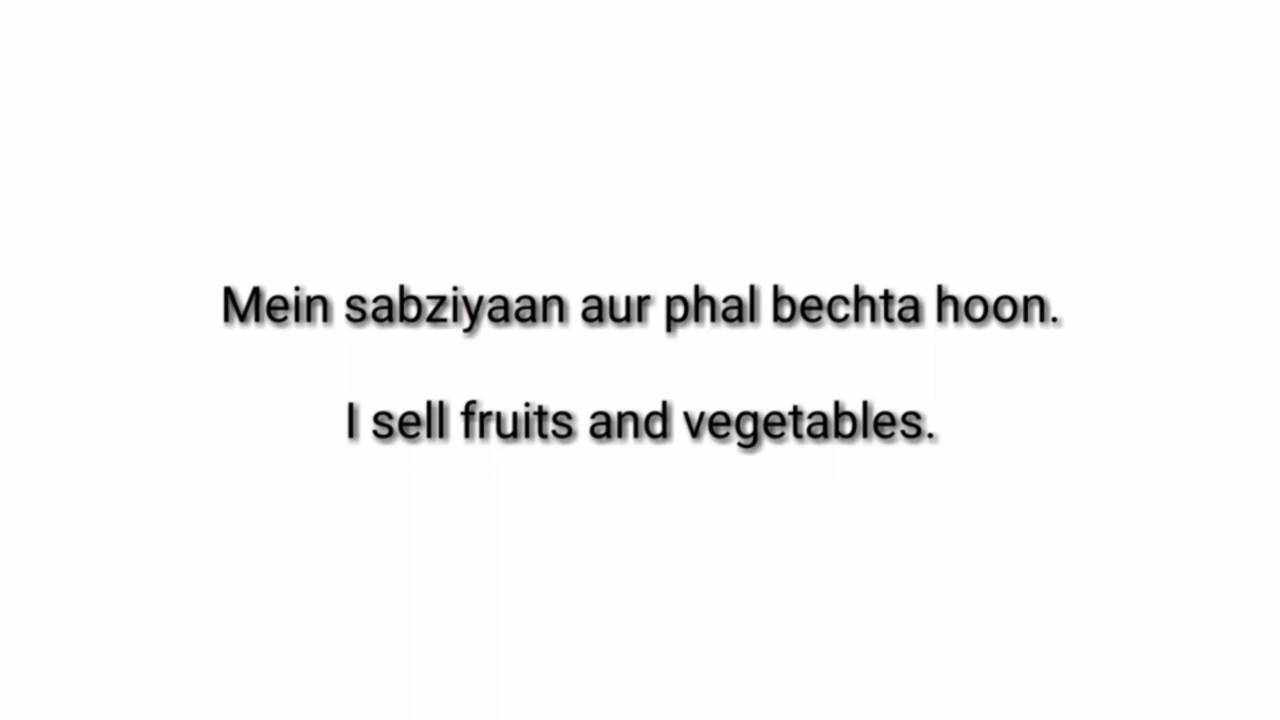 Mein sabziyaan aur phal bechta hoon.
I sell fruits and vegetables.